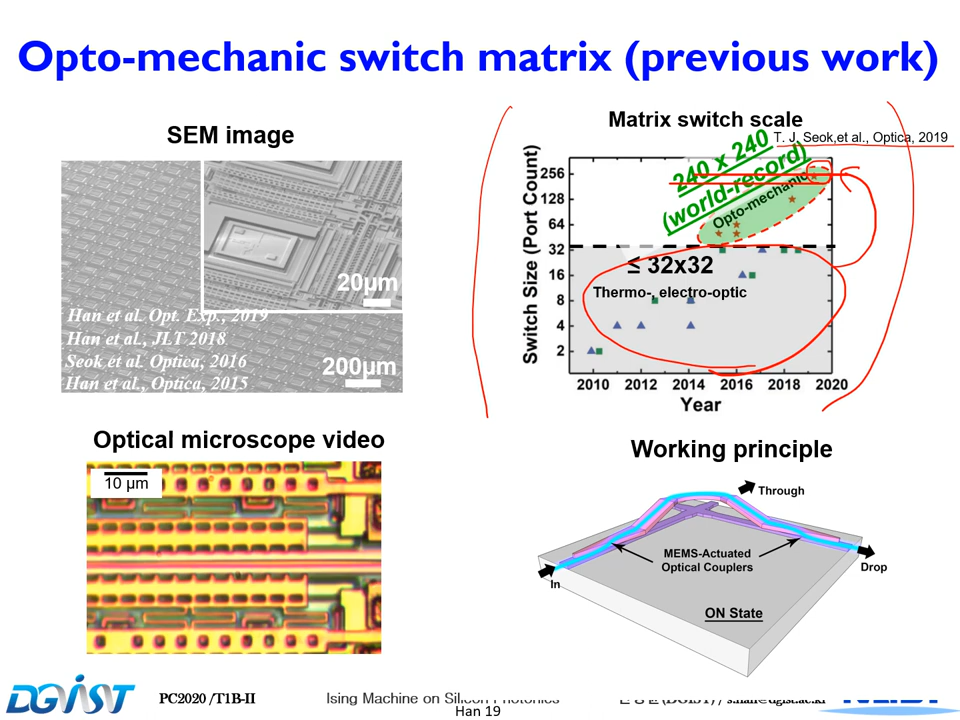 Opto-mechanic switch matrix (previous work)
SEM image
20μm
Han et al. Opt. Exp., 2019
Han et al., JLT 2018
Seok et al. Optica, 2016
Han et al., Optica, 2015
200μm
Matrix switch scale
T. J. Seok,et al., Optica, 2019
240 x 240
(world-record)
Opto-mechanic
≤ 32x32
Thermo-, electro-optic
Switch Size (Port Count)
256
128
64
32
16
8
4
2
2010 2012 2014 2016 2018 2020
Year
Optical microscope video
10 μm
Working principle
Through
MEMS-Actuated
Optical Couplers
Drop
In
ON State
DGIST
PC2020 /T1B-II
Ising Machine on Silicon Photonics
Han 19